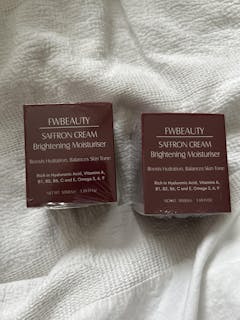 FWBEAUTY
SAFFRON CREAM
Brightening Moisturiser
Boosts Hydration, Balances Skin Tone
Rich in Hyaluronic Acid, Vitamins A,
B1, B2, B6, C and E, Omega 3, 6, 9
FWBEAUTY
SAFFRON CREAM
Brightening Moisturiser
Boosts Hydration, Balances Skin Tone
Rich in Hyaluronic Acid, Vitamins A,
B1, B2, B6, C and E, Omega 3, 6, 9